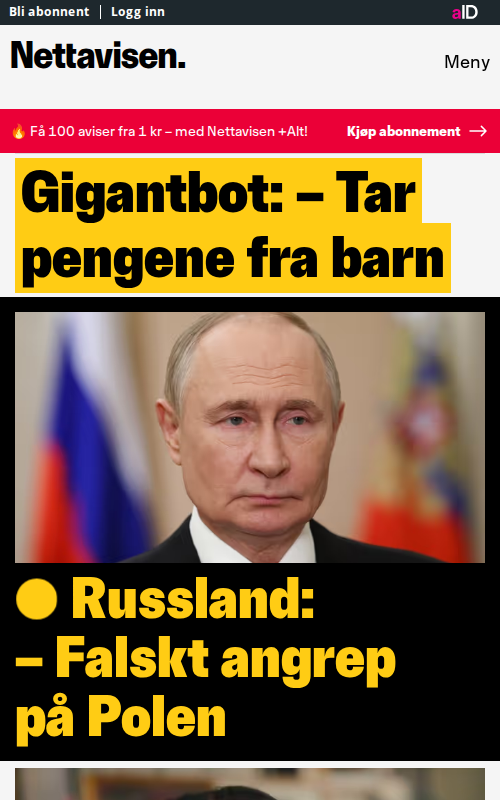 Bli abonnent Logg inn aID
Nettavisen.
Meny
🔥 Få 100 aviser fra 1 kr – med Nettavisen +Alt! Kjøp abonnement →
Gigantbot: – Tar
pengene fra barn
Russland:
– Falskt angrep
på Polen